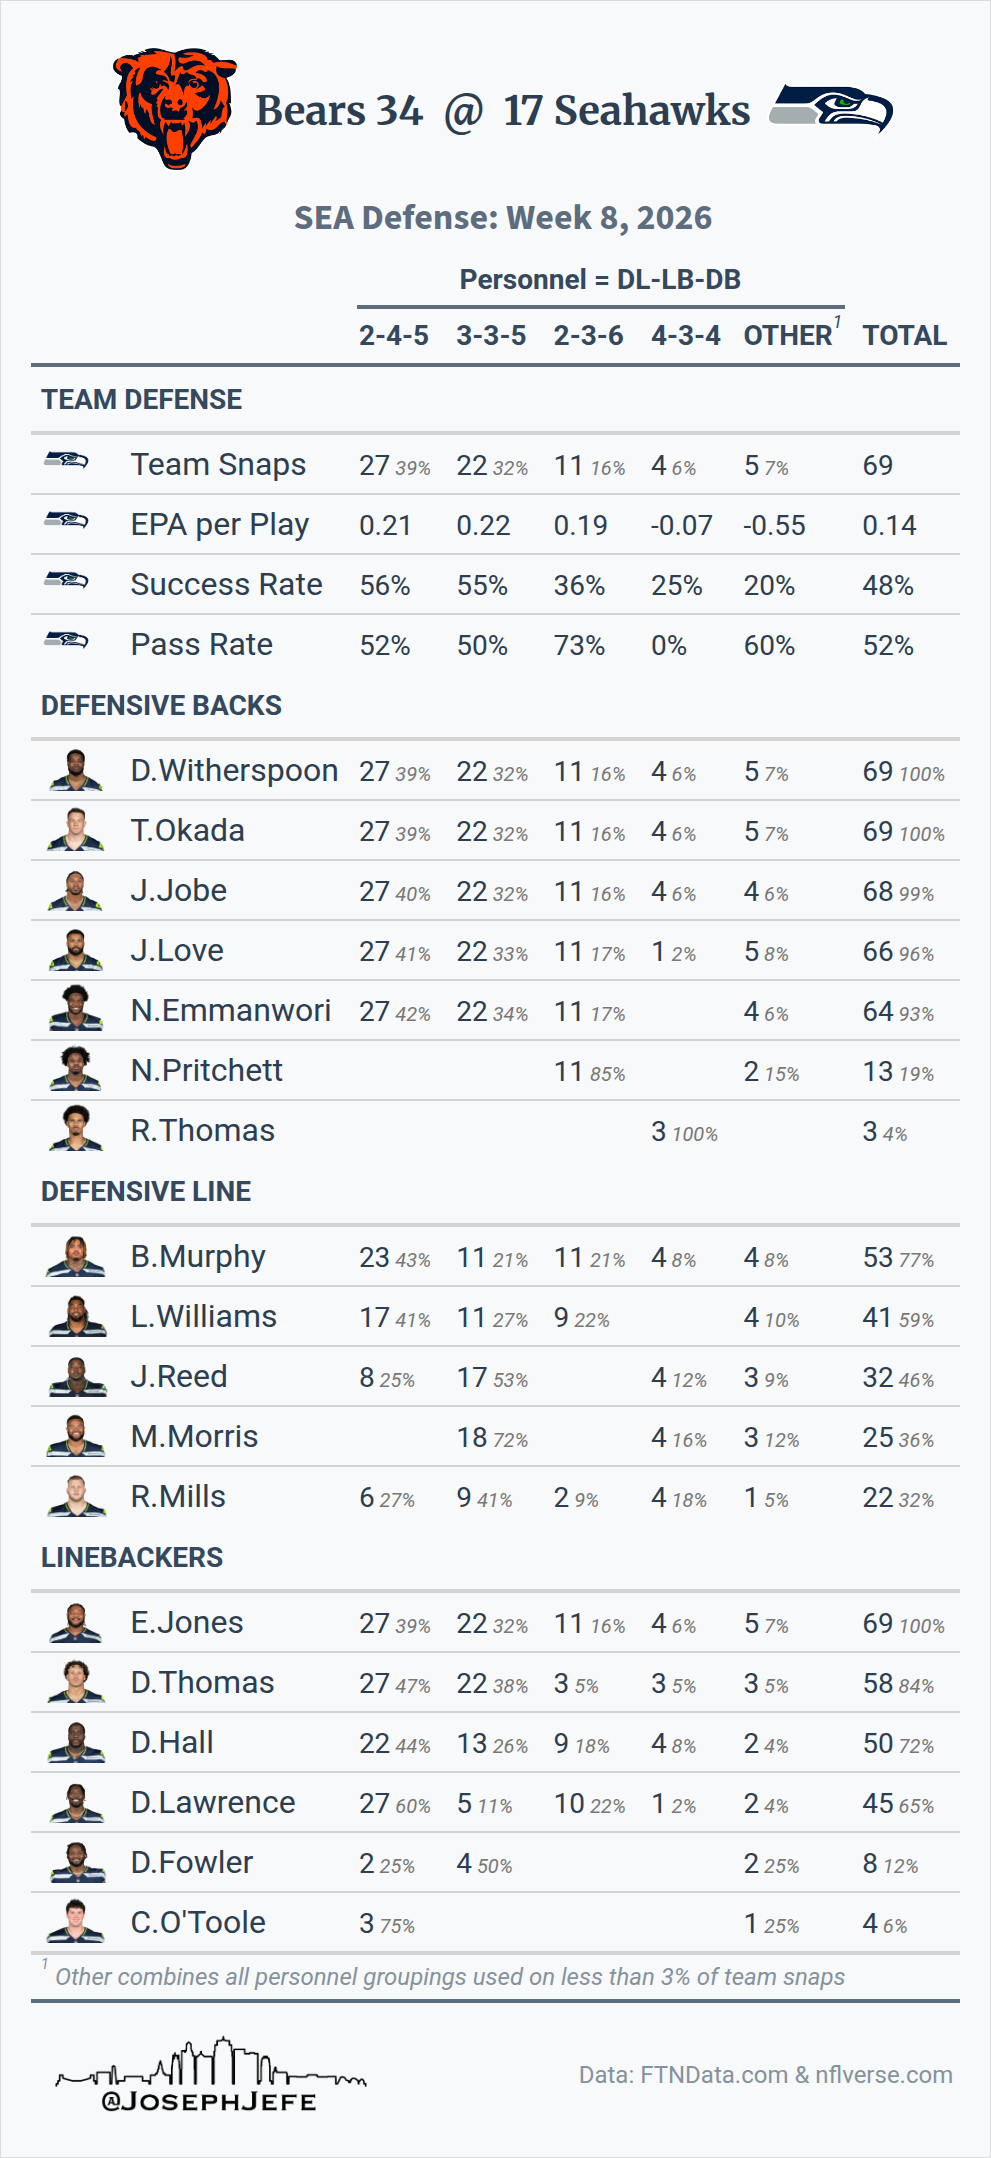 Bears 34 @ 17 Seahawks
SEA Defense: Week 8, 2026
Personnel = DL-LB-DB
2-4-5 3-3-5 2-3-6 4-3-4 OTHER 1 TOTAL
TEAM DEFENSE
Team Snaps 27 39% 22 32% 11 16% 4 6% 5 7% 69
EPA per Play 0.21 0.22 0.19 -0.07 -0.55 0.14
Success Rate 56% 55% 36% 25% 20% 48%
Pass Rate 52% 50% 73% 0% 60% 52%
DEFENSIVE BACKS
D.Witherspoon 27 39% 22 32% 11 16% 4 6% 5 7% 69 100%
T.Okada 27 39% 22 32% 11 16% 4 6% 5 7% 69 100%
J.Jobe 27 40% 22 32% 11 16% 4 6% 4 6% 68 99%
J.Love 27 41% 22 33% 11 17% 1 2% 5 8% 66 96%
N.Emmanwori 27 42% 22 34% 11 17% 4 6% 64 93%
N.Pritchett 11 85% 2 15% 13 19%
R.Thomas 3 100% 3 4%
DEFENSIVE LINE
B.Murphy 23 43% 11 21% 11 21% 4 8% 4 8% 53 77%
L.Williams 17 41% 11 27% 9 22% 4 10% 41 59%
J.Reed 8 25% 17 53% 4 12% 3 9% 32 46%
M.Morris 18 72% 4 16% 3 12% 25 36%
R.Mills 6 27% 9 41% 2 9% 4 18% 1 5% 22 32%
LINEBACKERS
E.Jones 27 39% 22 32% 11 16% 4 6% 5 7% 69 100%
D.Thomas 27 47% 22 38% 3 5% 3 5% 3 5% 58 84%
D.Hall 22 44% 13 26% 9 18% 4 8% 2 4% 50 72%
D.Lawrence 27 60% 5 11% 10 22% 1 2% 2 4% 45 65%
D.Fowler 2 25% 4 50% 2 25% 8 12%
C.O'Toole 3 75% 1 25% 4 6%
1 Other combines all personnel groupings used on less than 3% of team snaps
@JosephJefe
Data: FTNData.com & nflverse.com